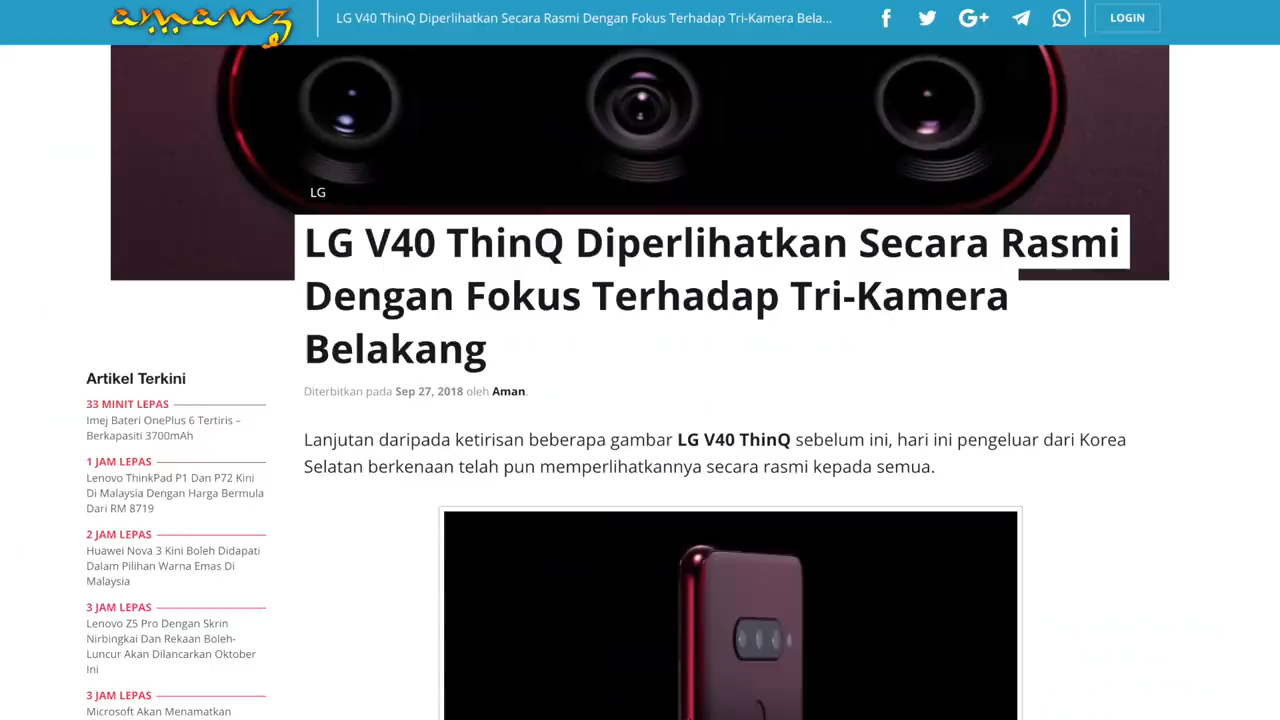 amanz
LG V40 ThinQ Diperlihatkan Secara Rasmi Dengan Fokus Terhadap Tri-Kamera Bela...
G+
LOGIN
LG
LG V40 ThinQ Diperlihatkan Secara Rasmi
Dengan Fokus Terhadap Tri-Kamera
Belakang
Diterbitkan pada Sep 27, 2018 oleh Aman.
Lanjutan daripada ketirisan beberapa gambar LG V40 ThinQ sebelum ini, hari ini pengeluar dari Korea
Selatan berkenaan telah pun memperlihatkannya secara rasmi kepada semua.
Artikel Terkini
33 MINIT LEPAS
Imej Bateri OnePlus 6 Tertiris –
Berkapasiti 3700mAh
1 JAM LEPAS
Lenovo ThinkPad P1 Dan P72 Kini
Di Malaysia Dengan Harga Bermula
Dari RM 8719
2 JAM LEPAS
Huawei Nova 3 Kini Boleh Didapati
Dalam Pilihan Warna Emas Di
Malaysia
3 JAM LEPAS
Lenovo Z5 Pro Dengan Skrin
Nirbingkai Dan Rekaan Boleh-
Luncur Akan Dilancarkan Oktober
Ini
3 JAM LEPAS
Microsoft Akan Menamatkan